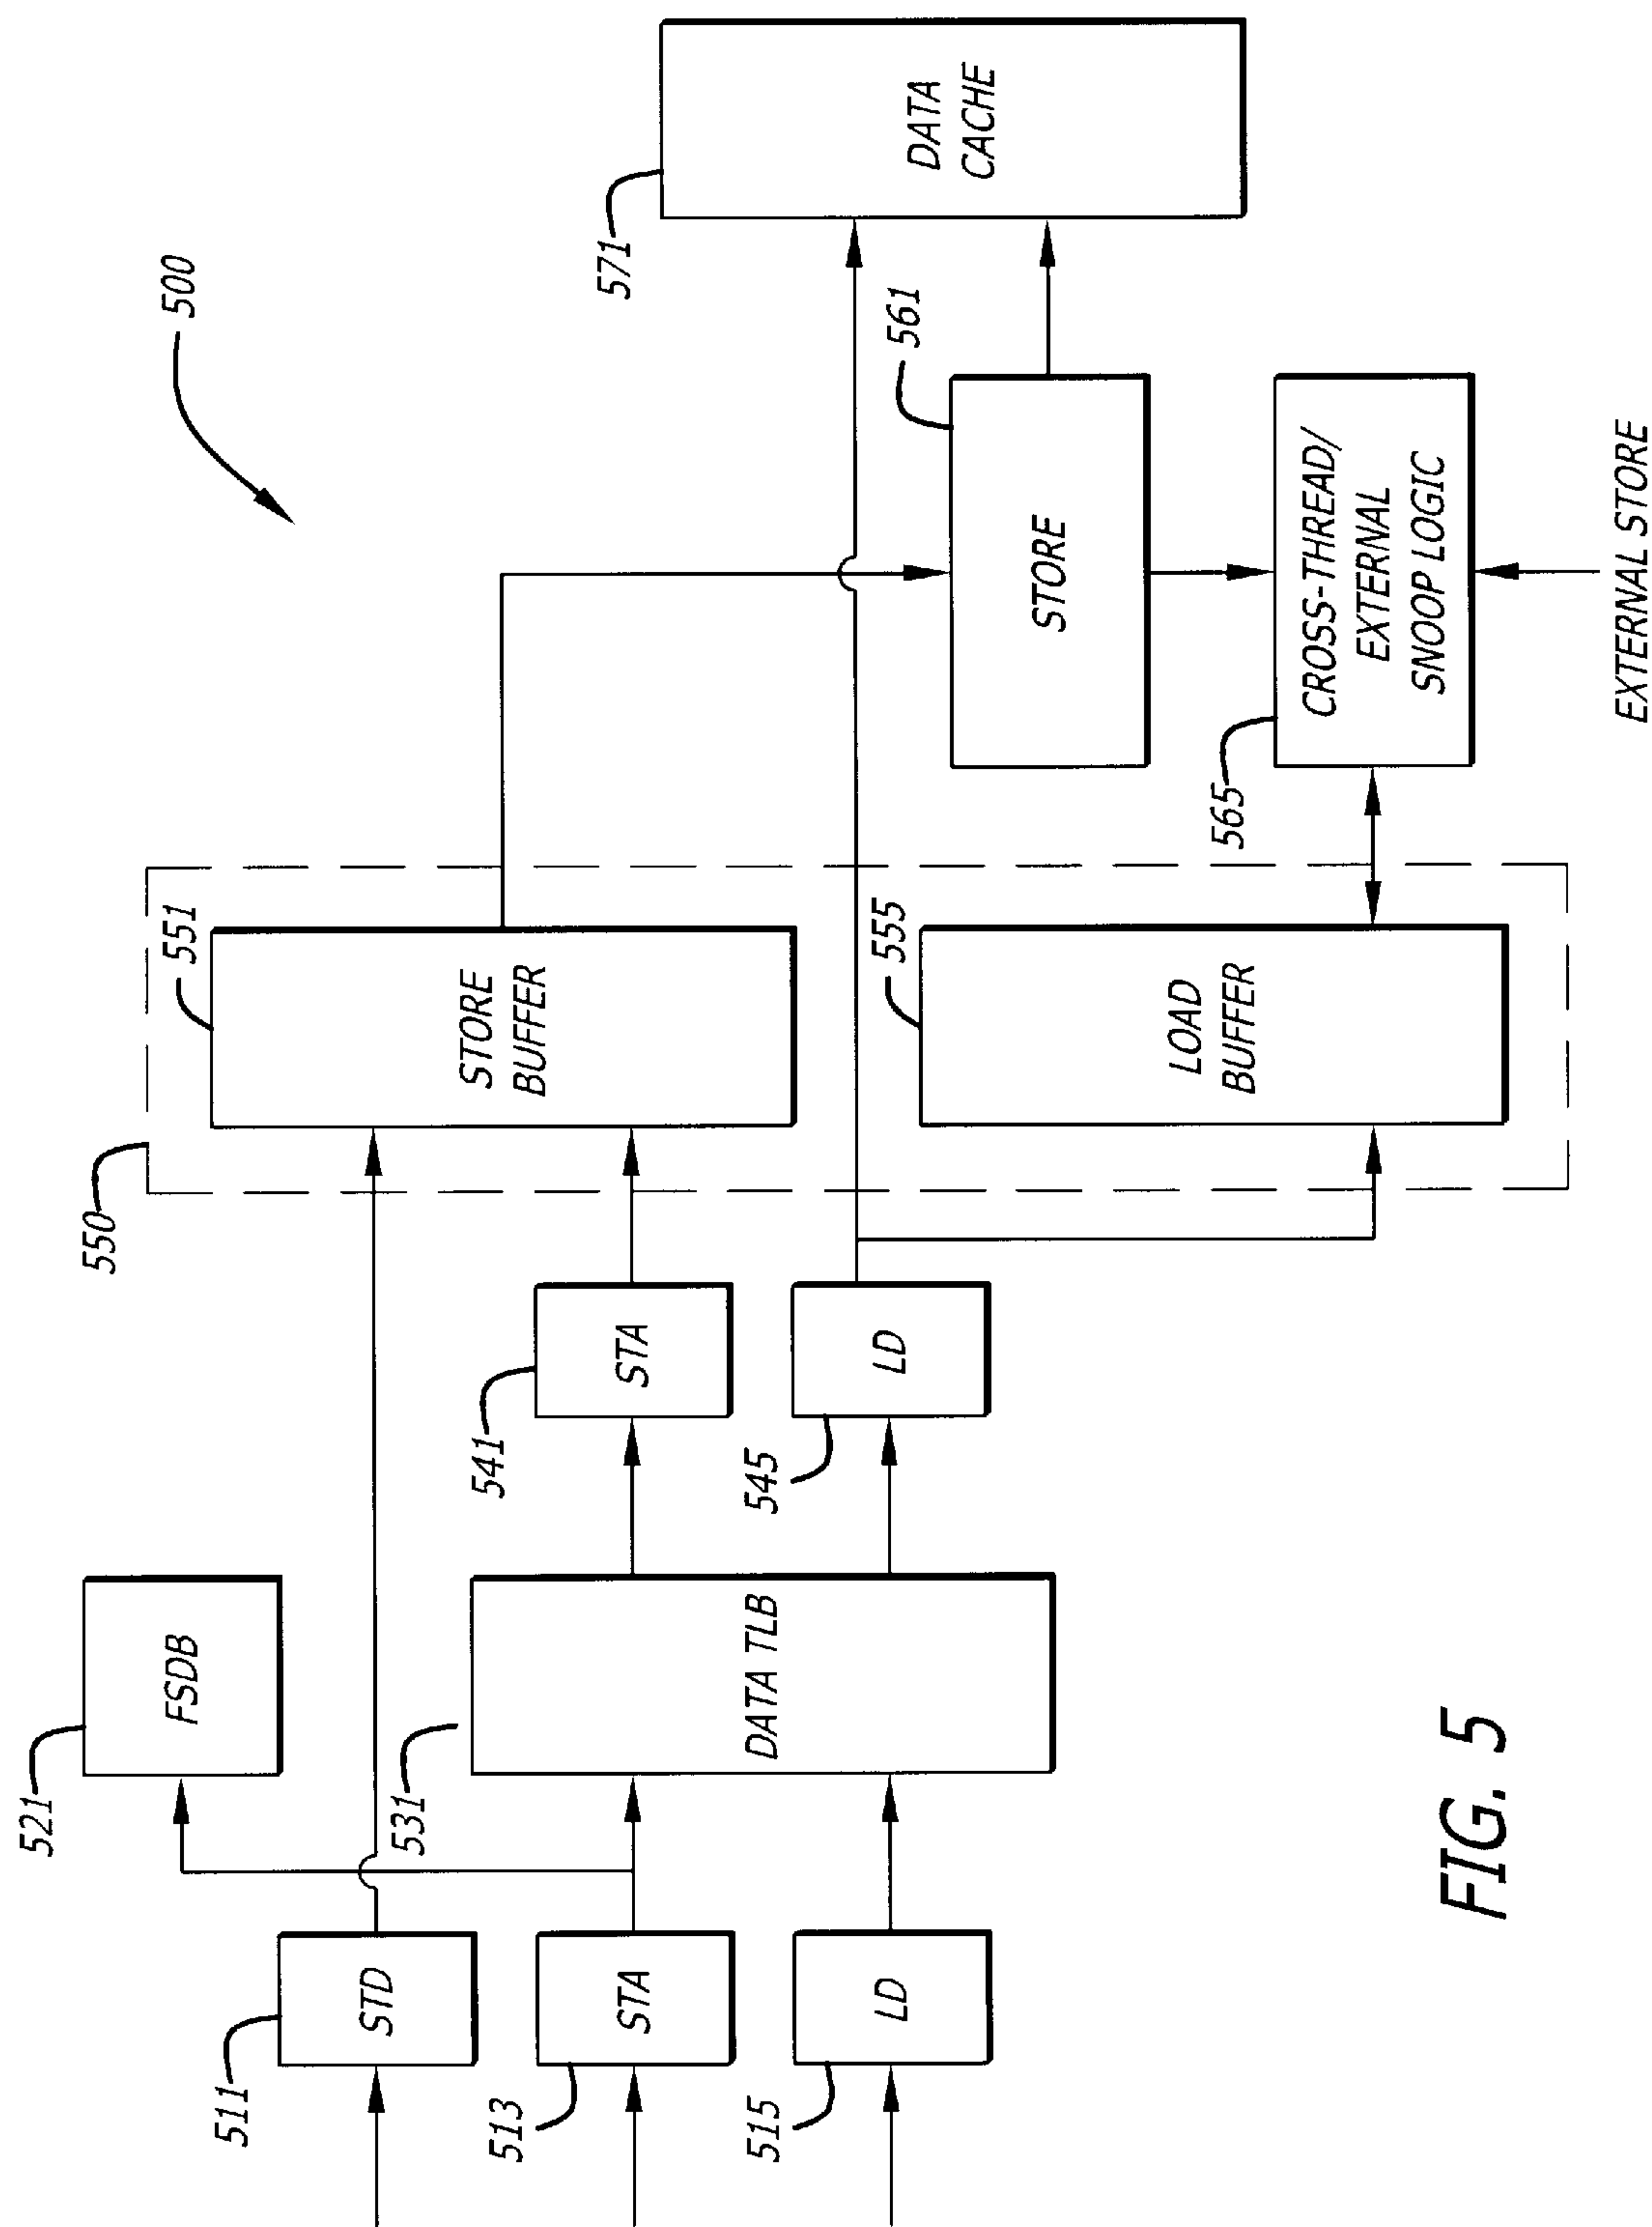 500
521
FSDB
511
STD
513
STA
515
LD
531
DATA TLB
541
STA
545
LD
550
551
STORE
BUFFER
555
LOAD
BUFFER
561
STORE
565
CROSS-THREAD/
EXTERNAL
SNOOP LOGIC
EXTERNAL STORE
571
DATA
CACHE
FIG. 5